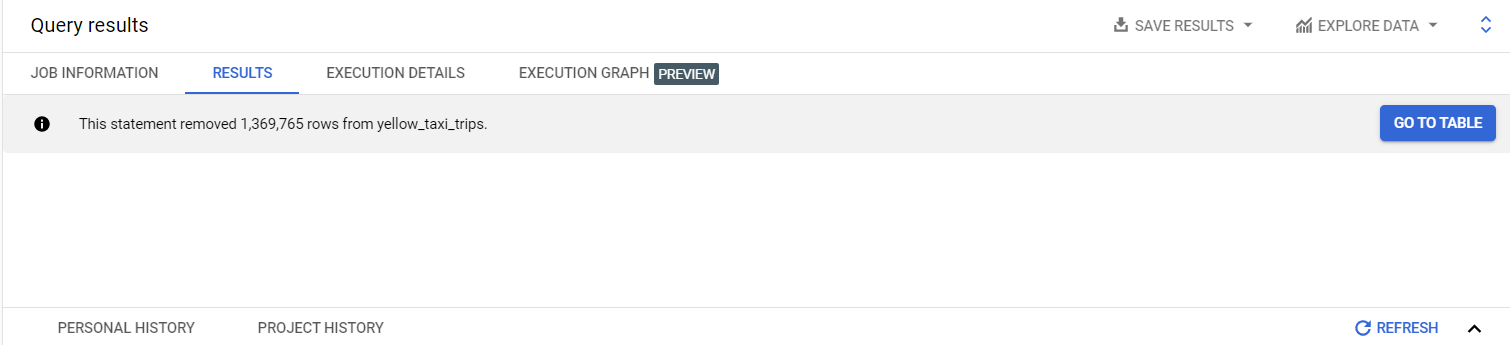 Query results
SAVE RESULTS
EXPLORE DATA
JOB INFORMATION
RESULTS
EXECUTION DETAILS
EXECUTION GRAPH
PREVIEW
This statement removed 1,369,765 rows from yellow_taxi_trips.
GO TO TABLE
PERSONAL HISTORY
PROJECT HISTORY
REFRESH